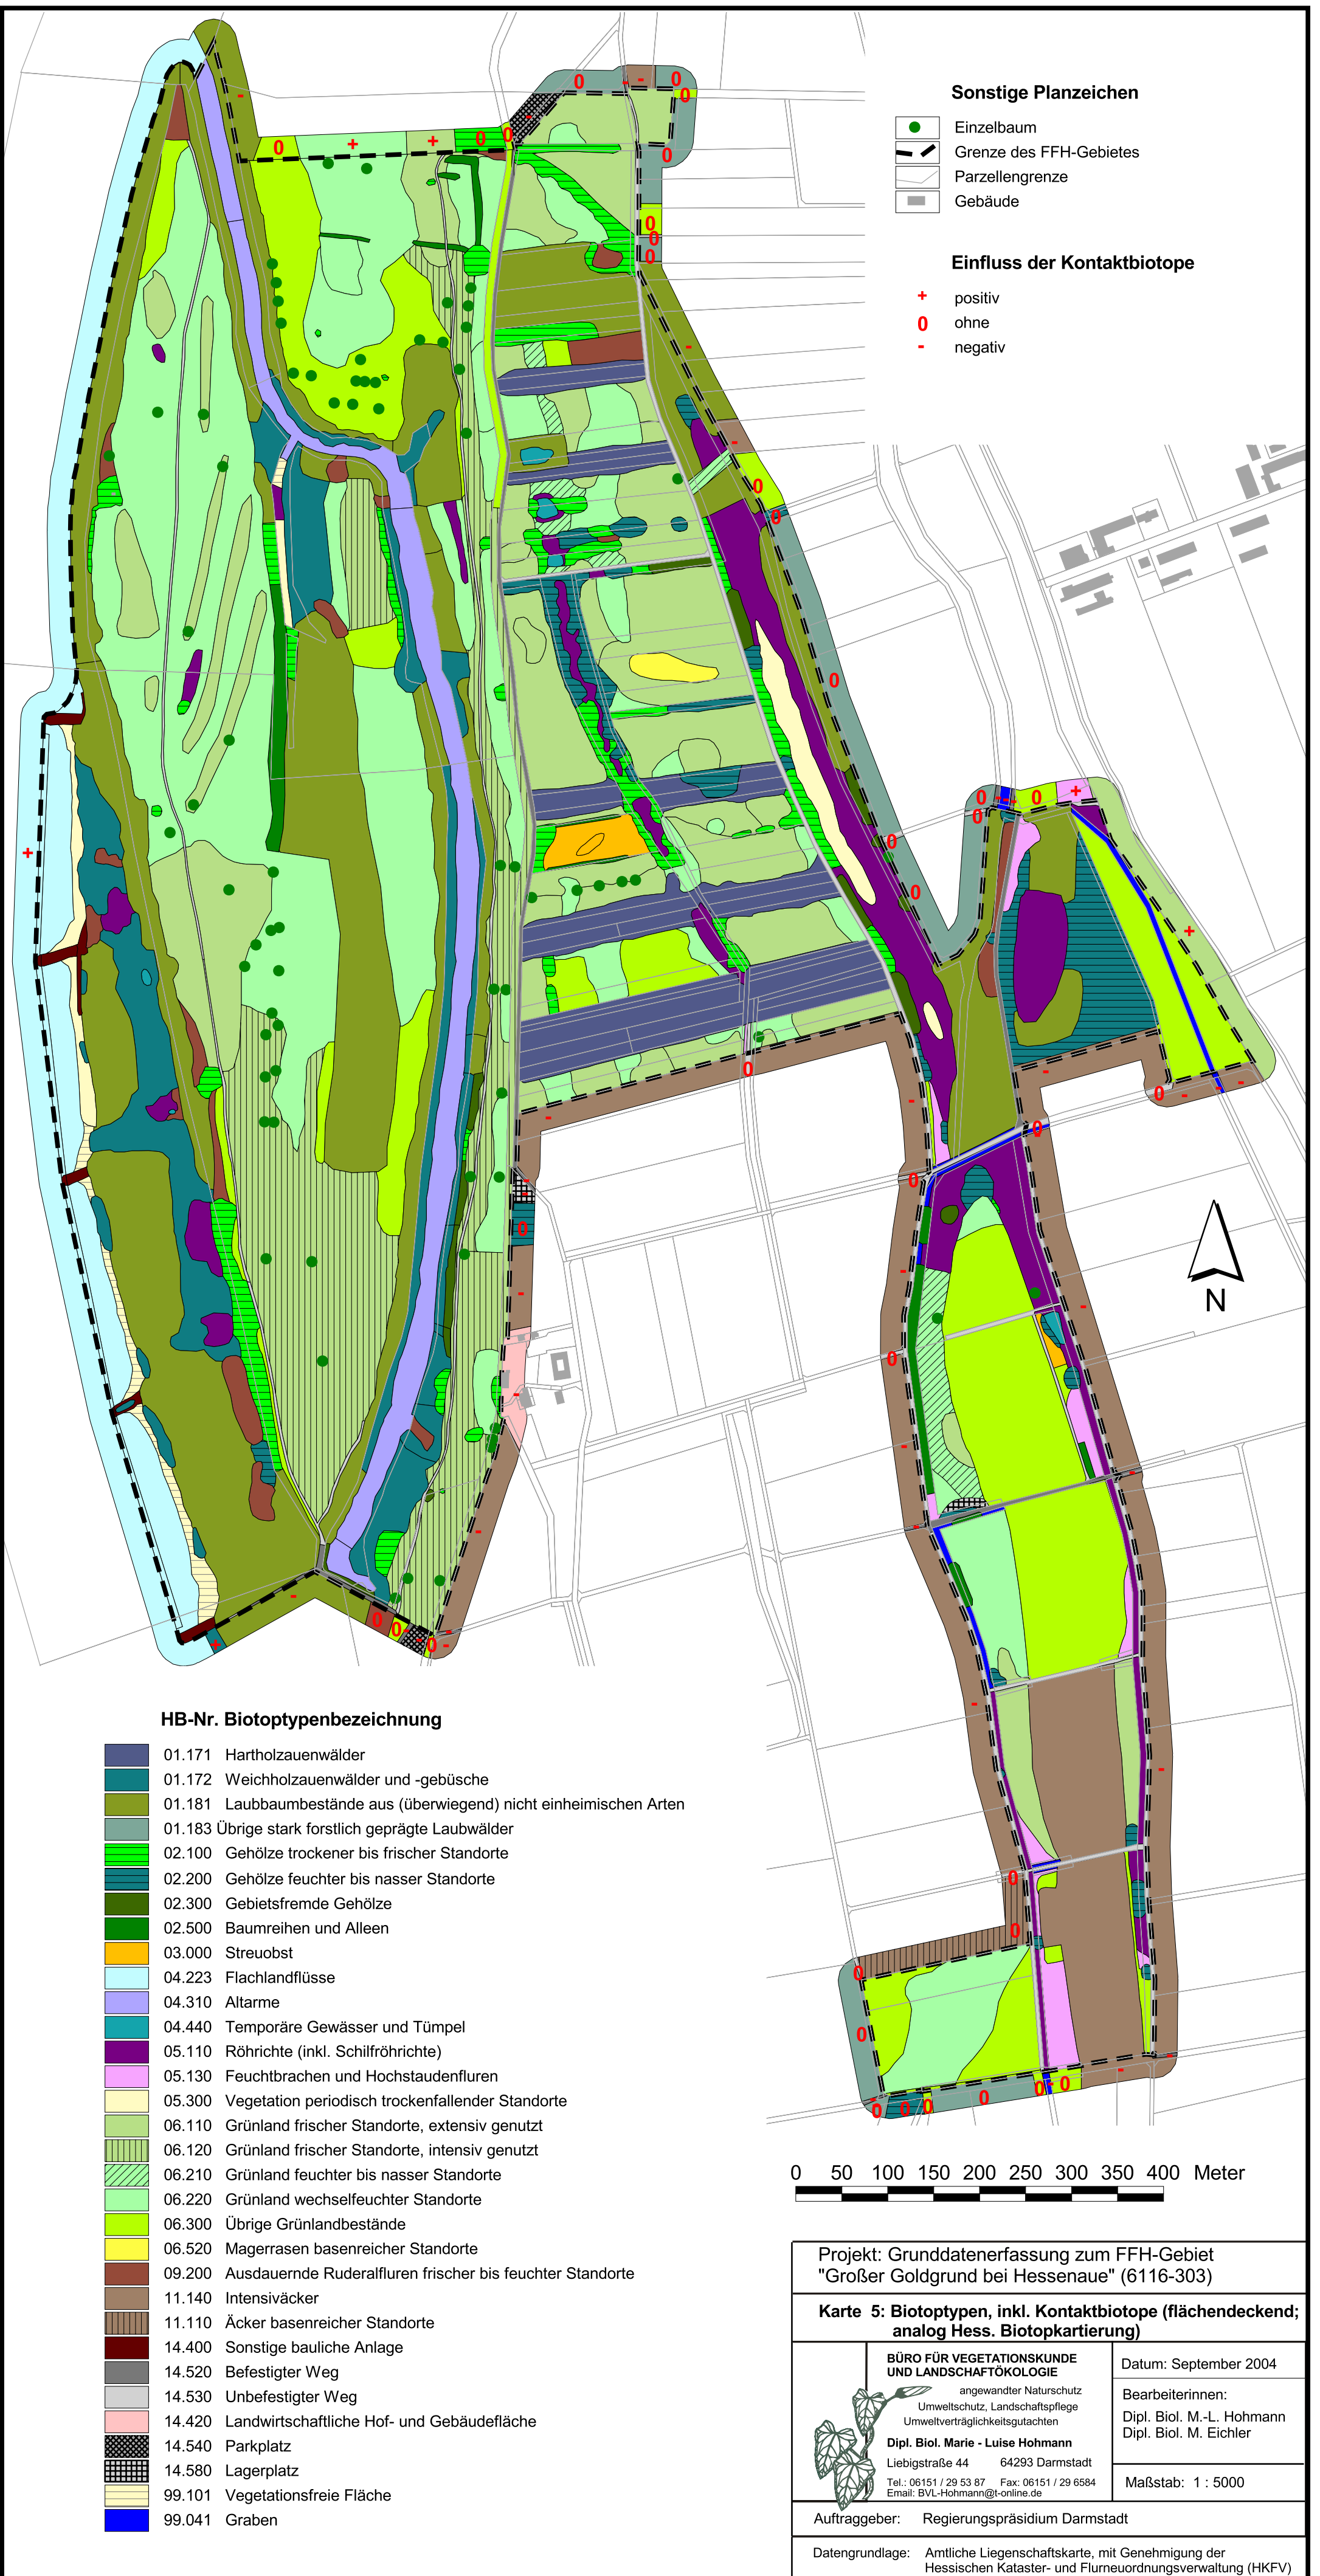 Sonstige Planzeichen
Einzelbaum
Grenze des FFH-Gebietes
Parzellengrenze
Gebäude
Einfluss der Kontaktbiotope
+ positiv
0 ohne
- negativ
N
HB-Nr. Biotoptypenbezeichnung
01.171 Hartholzauenwälder
01.172 Weichholzauenwälder und -gebüsche
01.181 Laubbaumbestände aus (überwiegend) nicht einheimischen Arten
01.183 Übrige stark forstlich geprägte Laubwälder
02.100 Gehölze trockener bis frischer Standorte
02.200 Gehölze feuchter bis nasser Standorte
02.300 Gebietsfremde Gehölze
02.500 Baumreihen und Alleen
03.000 Streuobst
04.223 Flachlandflüsse
04.310 Altarme
04.440 Temporäre Gewässer und Tümpel
05.110 Röhrichte (inkl. Schilfröhrichte)
05.130 Feuchtbrachen und Hochstaudenfluren
05.300 Vegetation periodisch trockenfallender Standorte
06.110 Grünland frischer Standorte, extensiv genutzt
06.120 Grünland frischer Standorte, intensiv genutzt
06.210 Grünland feuchter bis nasser Standorte
06.220 Grünland wechselfeuchter Standorte
06.300 Übrige Grünlandbestände
06.520 Magerrasen basenreicher Standorte
09.200 Ausdauernde Ruderalfluren frischer bis feuchter Standorte
11.140 Intensiväcker
11.110 Äcker basenreicher Standorte
14.400 Sonstige bauliche Anlage
14.520 Befestigter Weg
14.530 Unbefestigter Weg
14.420 Landwirtschaftliche Hof- und Gebäudefläche
14.540 Parkplatz
14.580 Lagerplatz
99.101 Vegetationsfreie Fläche
99.041 Graben
0 50 100 150 200 250 300 350 400 Meter
Projekt: Grunddatenerfassung zum FFH-Gebiet
"Großer Goldgrund bei Hessenaue" (6116-303)
Karte 5: Biotoptypen, inkl. Kontaktbiotope (flächendeckend;
analog Hess. Biotopkartierung)
BÜRO FÜR VEGETATIONSKUNDE
UND LANDSCHAFTÖKOLOGIE
angewandter Naturschutz
Umweltschutz, Landschaftspflege
Umweltverträglichkeitsgutachten
Dipl. Biol. Marie - Luise Hohmann
Liebigstraße 44 64293 Darmstadt
Tel.: 06151 / 29 53 87 Fax: 06151 / 29 6584
Email: BVL-Hohmann@t-online.de
Datum: September 2004
Bearbeiterinnen:
Dipl. Biol. M.-L. Hohmann
Dipl. Biol. M. Eichler
Maßstab: 1 : 5000
Auftraggeber: Regierungspräsidium Darmstadt
Datengrundlage: Amtliche Liegenschaftskarte, mit Genehmigung der
Hessischen Kataster- und Flurneuordnungsverwaltung (HKFV)